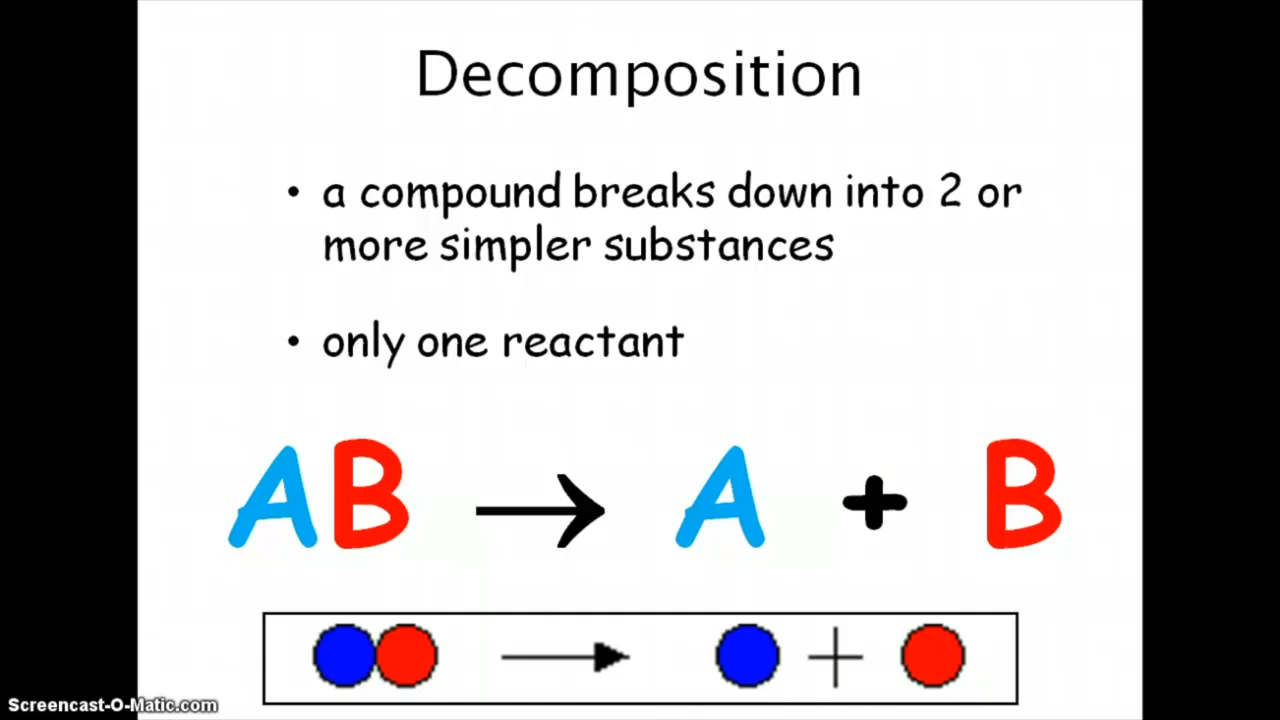 Decomposition
• a compound breaks down into 2 or
more simpler substances
• only one reactant
AB → A + B
+
Screencast-O-Matic.com